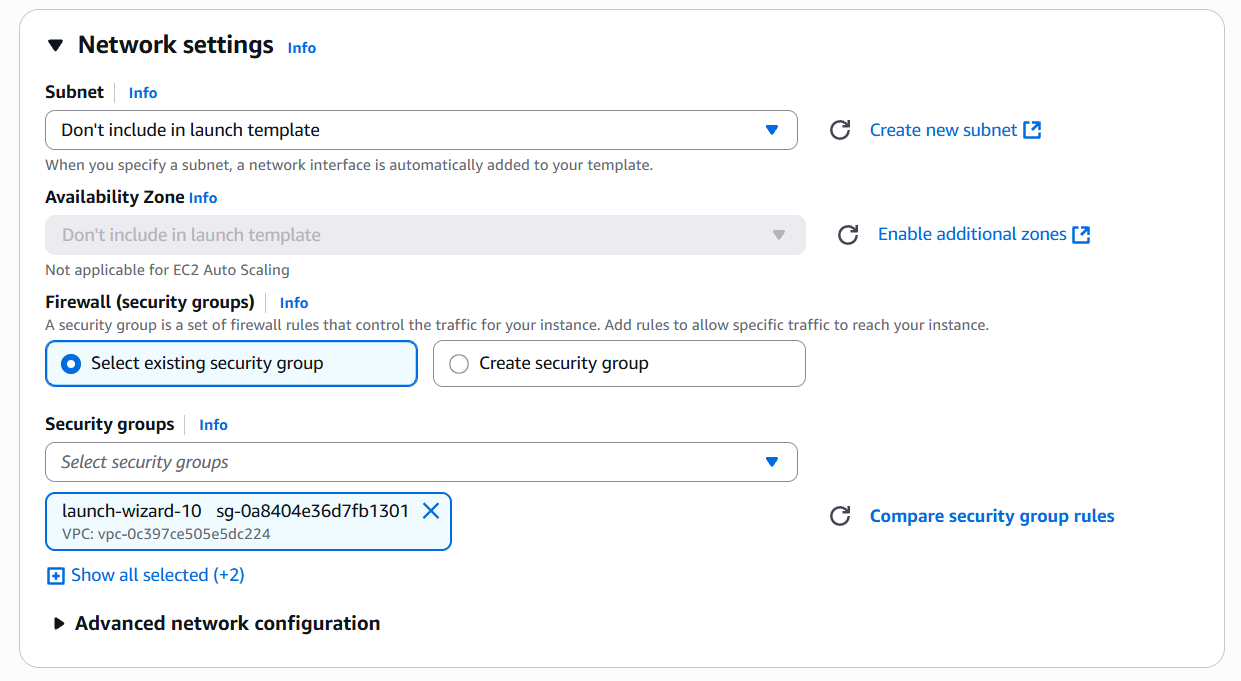 Network settings Info
Subnet Info
Don't include in launch template
Create new subnet
When you specify a subnet, a network interface is automatically added to your template.
Availability Zone Info
Don't include in launch template
Enable additional zones
Not applicable for EC2 Auto Scaling
Firewall (security groups) Info
A security group is a set of firewall rules that control the traffic for your instance. Add rules to allow specific traffic to reach your instance.
Select existing security group
Create security group
Security groups Info
Select security groups
launch-wizard-10 sg-0a8404e36d7fb1301
VPC: vpc-0c397ce505e5dc224
Compare security group rules
Show all selected (+2)
Advanced network configuration